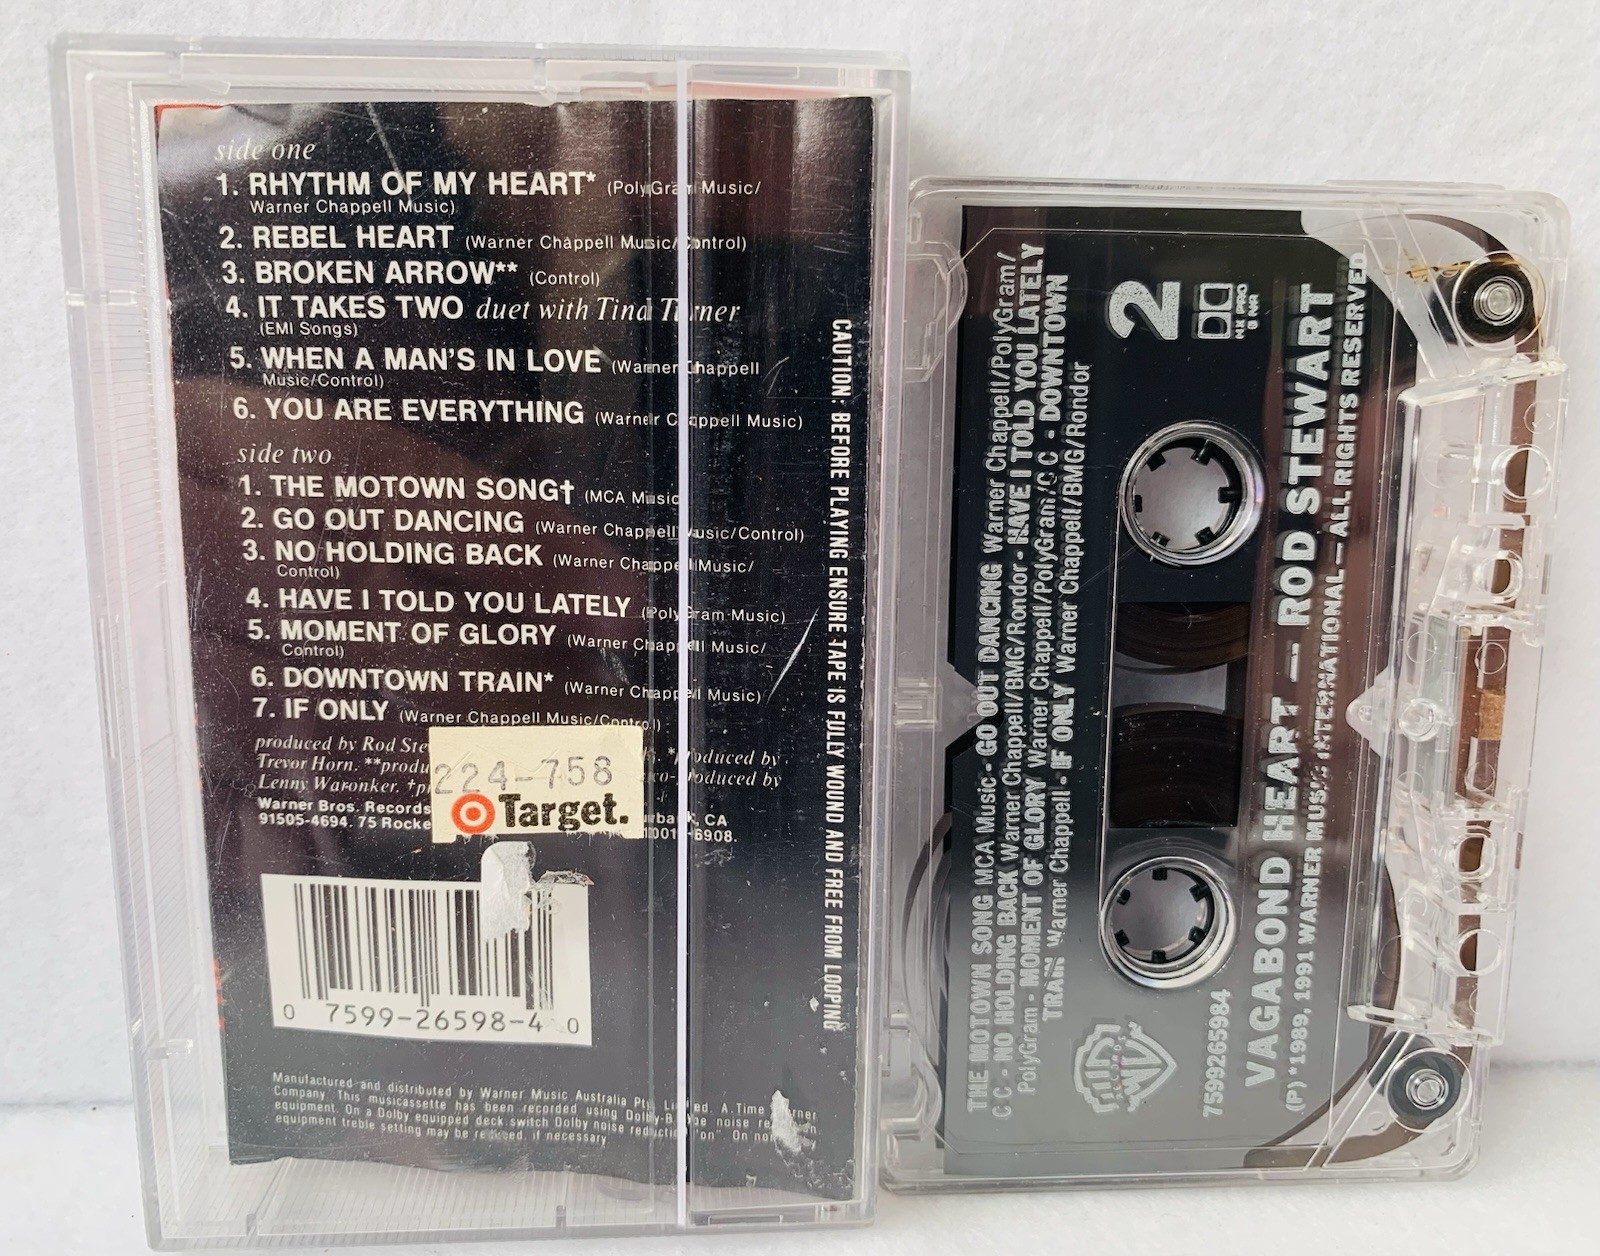 side one
1. RHYTHM OF MY HEART* (PolyGram Music/
Warner Chappell Music)
2. REBEL HEART (Warner Chappell Music/Control)
3. BROKEN ARROW** (Control)
4. IT TAKES TWO duet with Tina Turner
(EMI Songs)
5. WHEN A MAN'S IN LOVE (Warner Chappell
Music/Control)
6. YOU ARE EVERYTHING (Warner Chappell Music)
side two
1. THE MOTOWN SONG† (MCA Music
2. GO OUT DANCING (Warner Chappell Music/Control)
3. NO HOLDING BACK (Warner Chappell Music/
Control)
4. HAVE I TOLD YOU LATELY (PolyGram Music)
5. MOMENT OF GLORY (Warner Chappell Music/
Control)
6. DOWNTOWN TRAIN* (Warner Chappell Music)
7. IF ONLY (Warner Chappell Music/Control)
produced by Rod Ste *produced by
Trevor Horn. **produ co-produced by
Lenny Waronker. †p
Warner Bros. Records CA
91505-4694. 75 Rocke -6908.
224-758
Target.
0 7599-26598-4 0
Manufactured and distributed by Warner Music Australia Pty. Limited. A Time Warner
Company. This musicassette has been recorded using Dolby-B type noise
equipment. On a Dolby equipped deck switch Dolby noise reduction "on". On
equipment treble setting may be reduced, if necessary
CAUTION: BEFORE PLAYING ENSURE TAPE IS FULLY WOUND AND FREE FROM LOOPING
THE MOTOWN SONG MCA Music - GO OUT DANCING Warner Chappell/PolyGram/
C C - NO HOLDING BACK Warner Chappell/BMG/Rondor - HAVE I TOLD YOU LATELY
PolyGram - MOMENT OF GLORY Warner Chappell/PolyGram/C C - DOWNTOWN
TRAIN Warner Chappell - IF ONLY Warner Chappell/BMG/Rondor
2
HX PRO
B NR
7599265984
VAGABOND HEART — ROD STEWART
(P) *1989, 1991 WARNER MUSIC INTERNATIONAL — ALL RIGHTS RESERVED